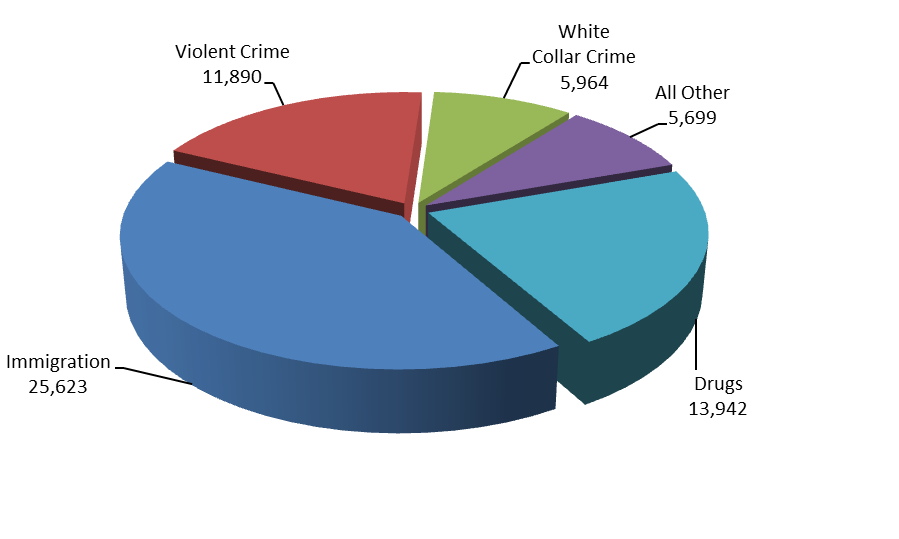 White
Collar Crime
5,964
Violent Crime
11,890
All Other
5,699
Immigration
25,623
Drugs
13,942